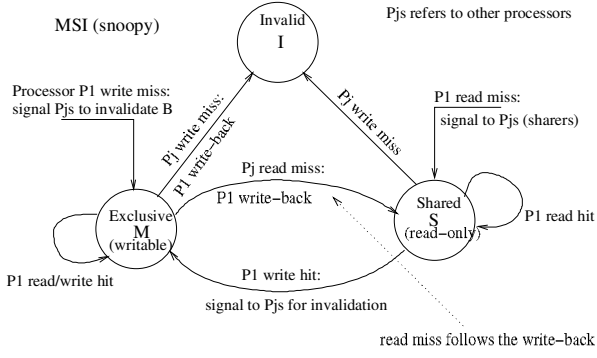 MSI (snoopy)
Pjs refers to other processors
Invalid
I
Processor P1 write miss:
signal Pjs to invalidate B
Pj write miss:
P1 write-back
Pj write miss
P1 read miss:
signal to Pjs (sharers)
Pj read miss:
P1 write-back
Exclusive
M
(writable)
Shared
S
(read-only)
P1 read hit
P1 read/write hit
P1 write hit:
signal to Pjs for invalidation
read miss follows the write-back